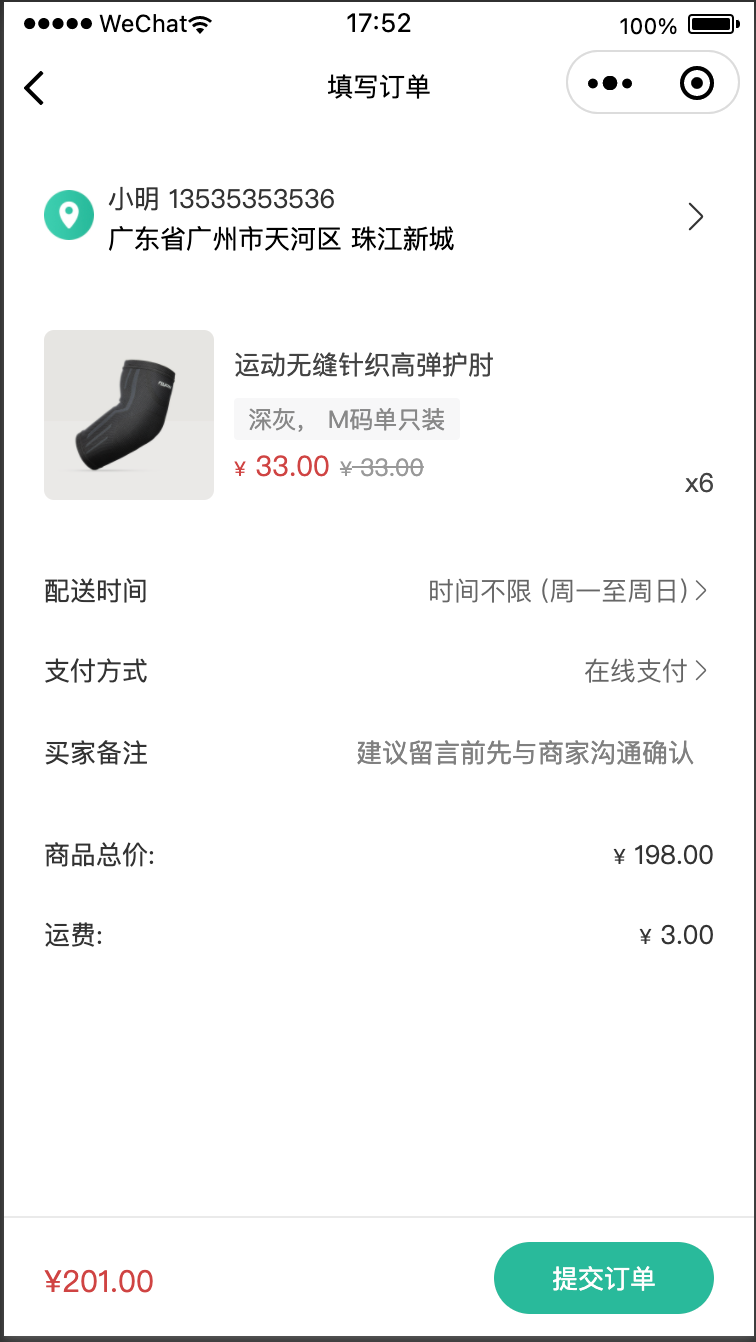 WeChat 17:52 100%
填写订单
小明 13535353536
广东省广州市天河区 珠江新城
运动无缝针织高弹护肘
深灰， M码单只装
¥ 33.00 ¥ 33.00
x6
配送时间 时间不限 (周一至周日)
支付方式 在线支付
买家备注 建议留言前先与商家沟通确认
商品总价: ¥ 198.00
运费: ¥ 3.00
¥201.00 提交订单